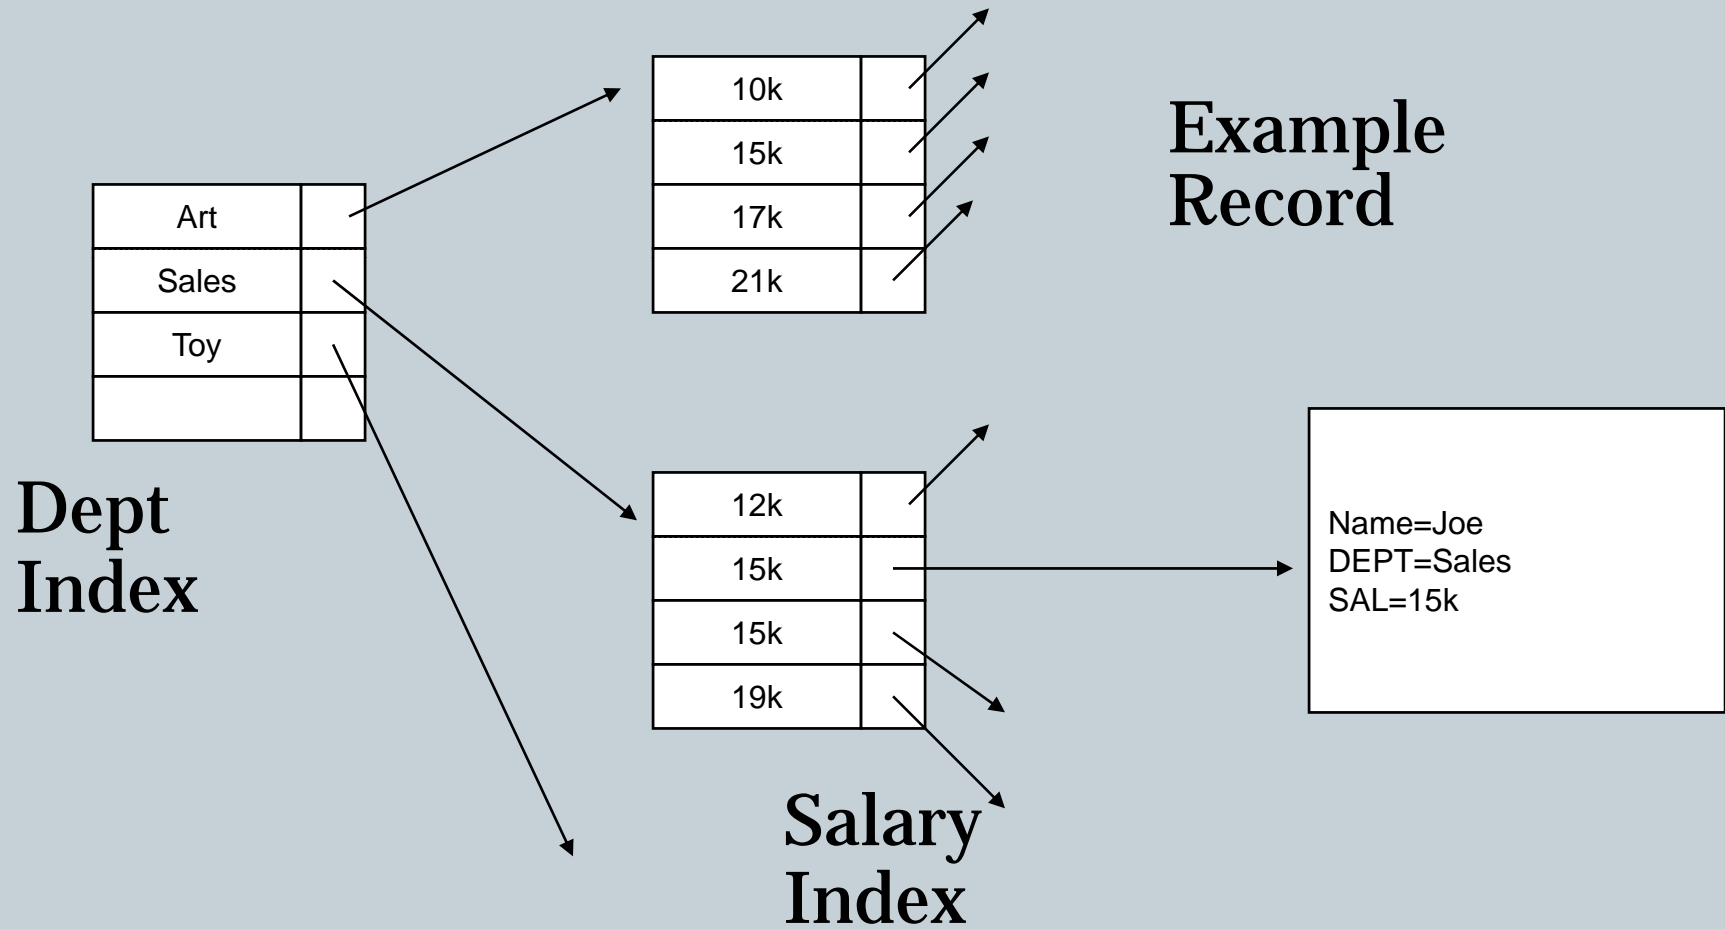 Art
Sales
Toy
Dept
Index
10k
15k
17k
21k
12k
15k
15k
19k
Salary
Index
Example
Record
Name=Joe
DEPT=Sales
SAL=15k